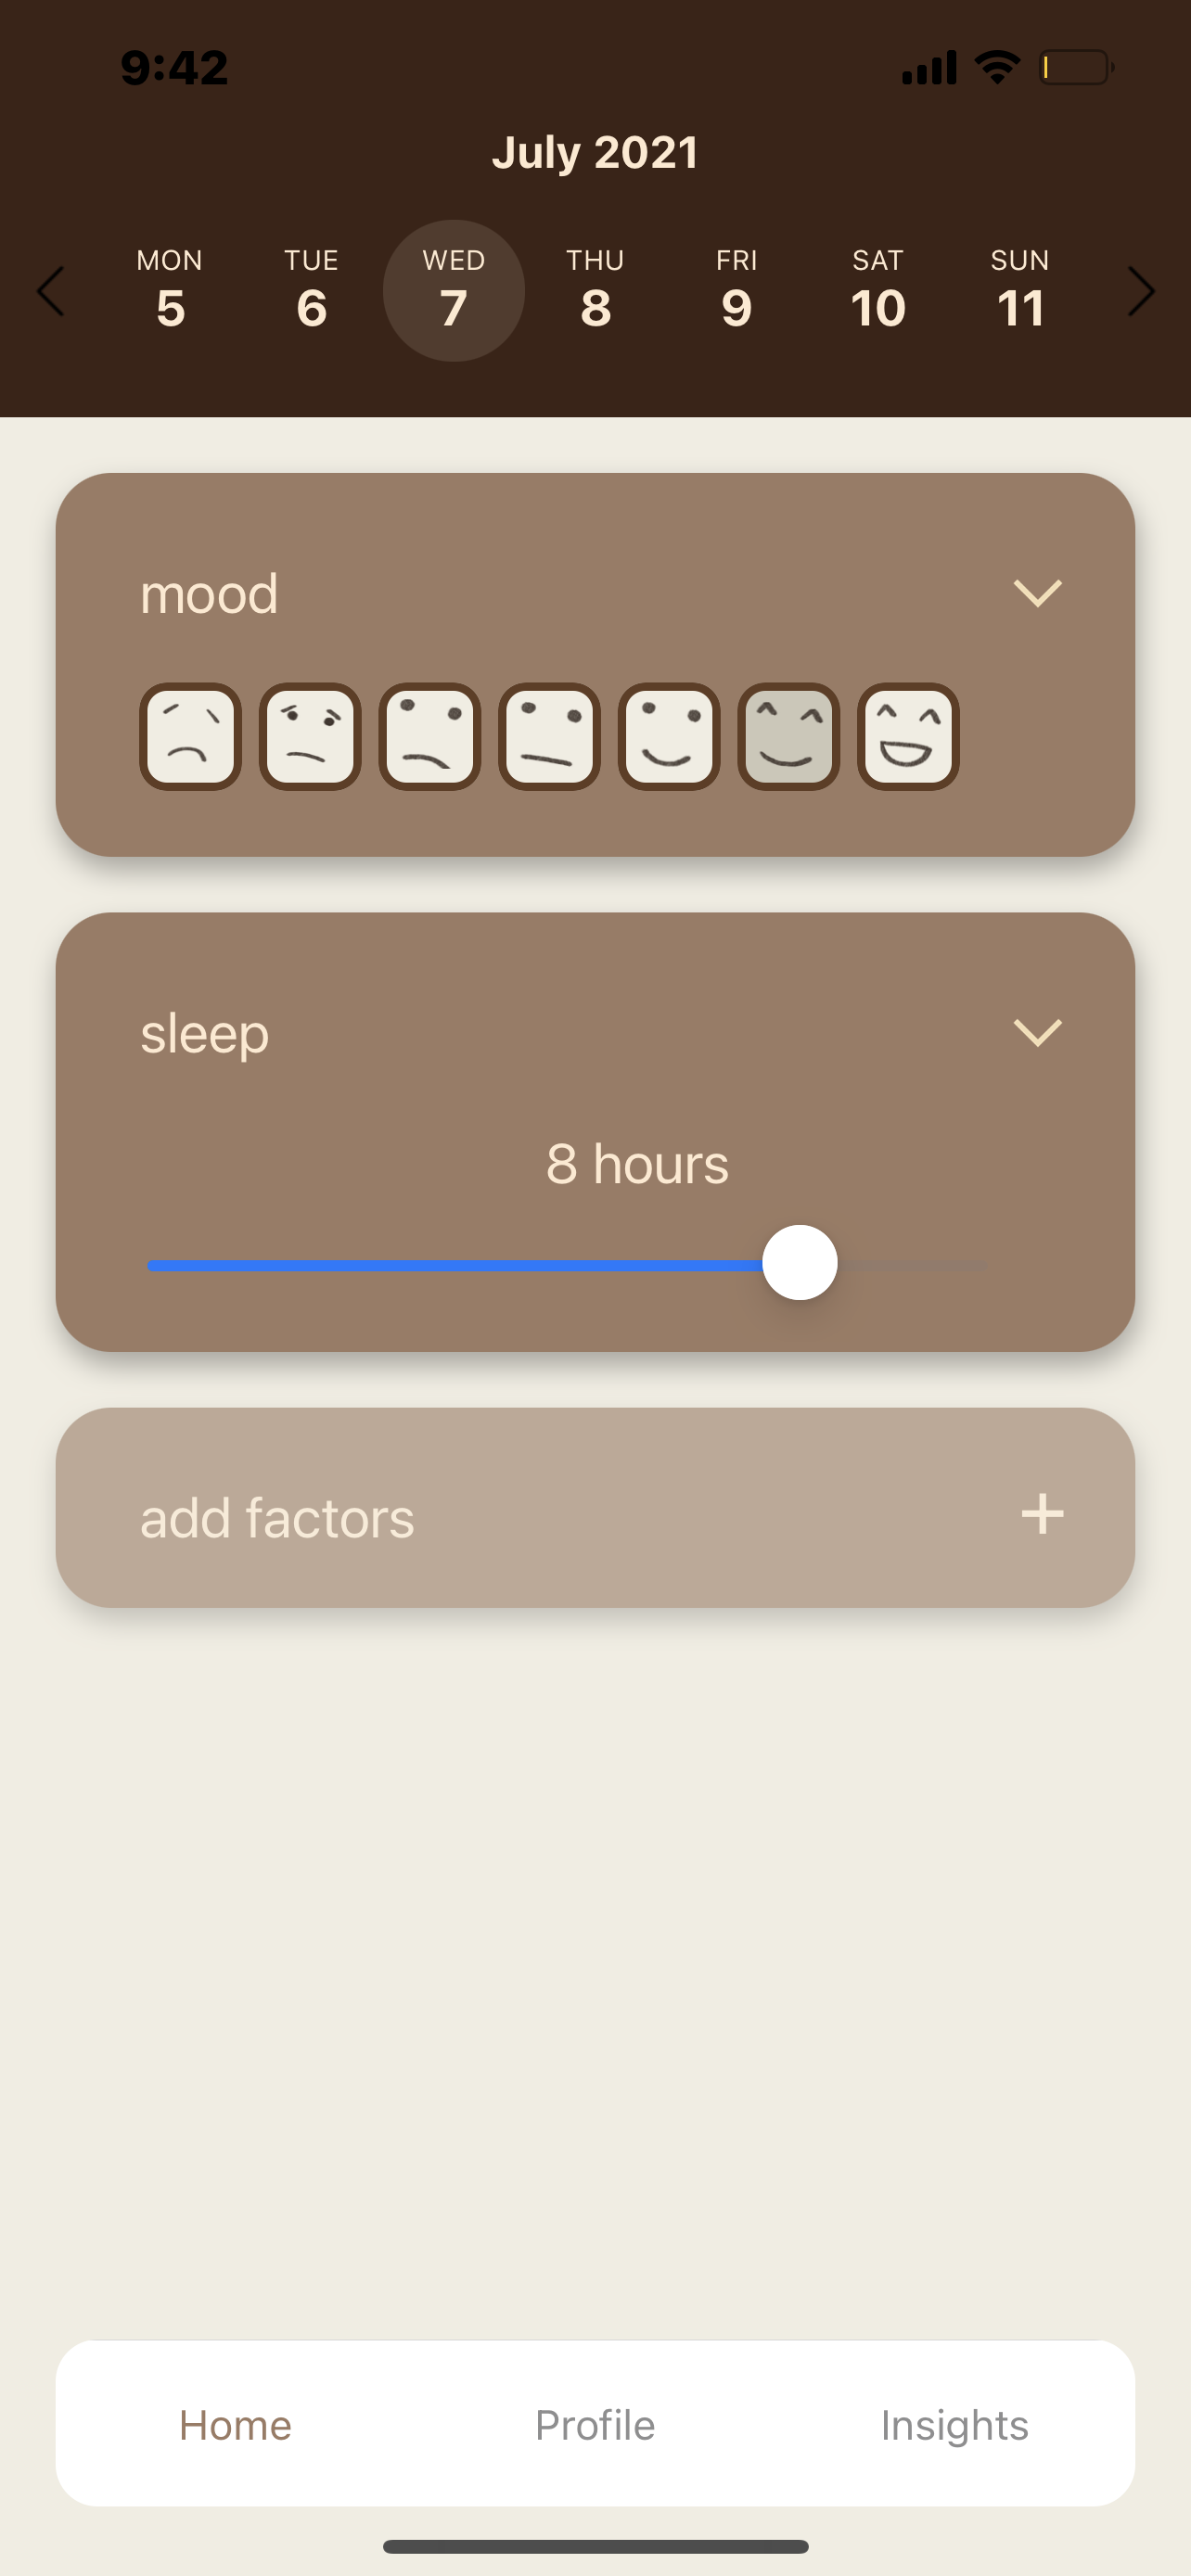 9:42
July 2021
MON TUE WED THU FRI SAT SUN
5 6 7 8 9 10 11
mood
sleep
8 hours
add factors
Home Profile Insights